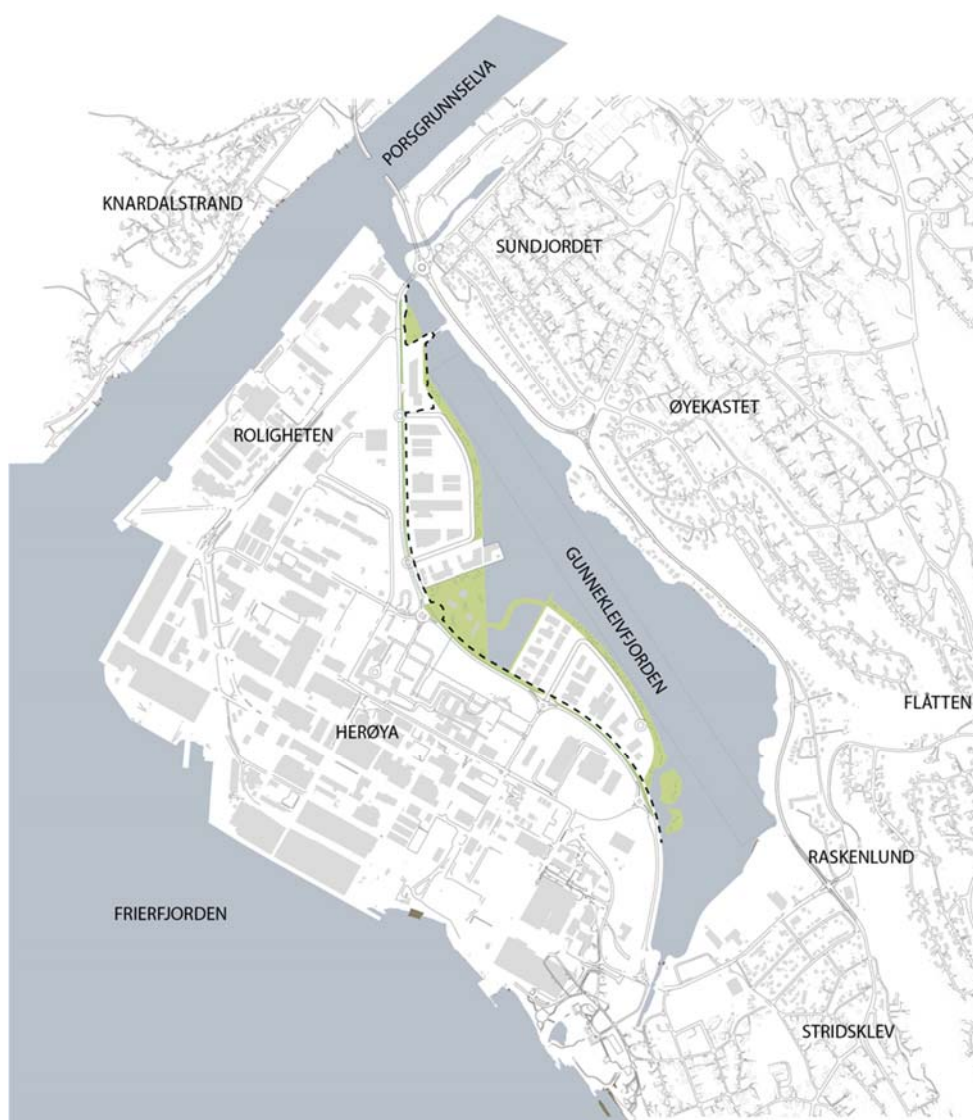 PORSGRUNNSELVA
KNARDALSTRAND
SUNDJORDET
ØYEKASTET
ROLIGHETEN
GUNNEKLEIVFJORDEN
FLÅTTEN
HERØYA
RASKENLUND
FRIERFJORDEN
STRIDSKLEV